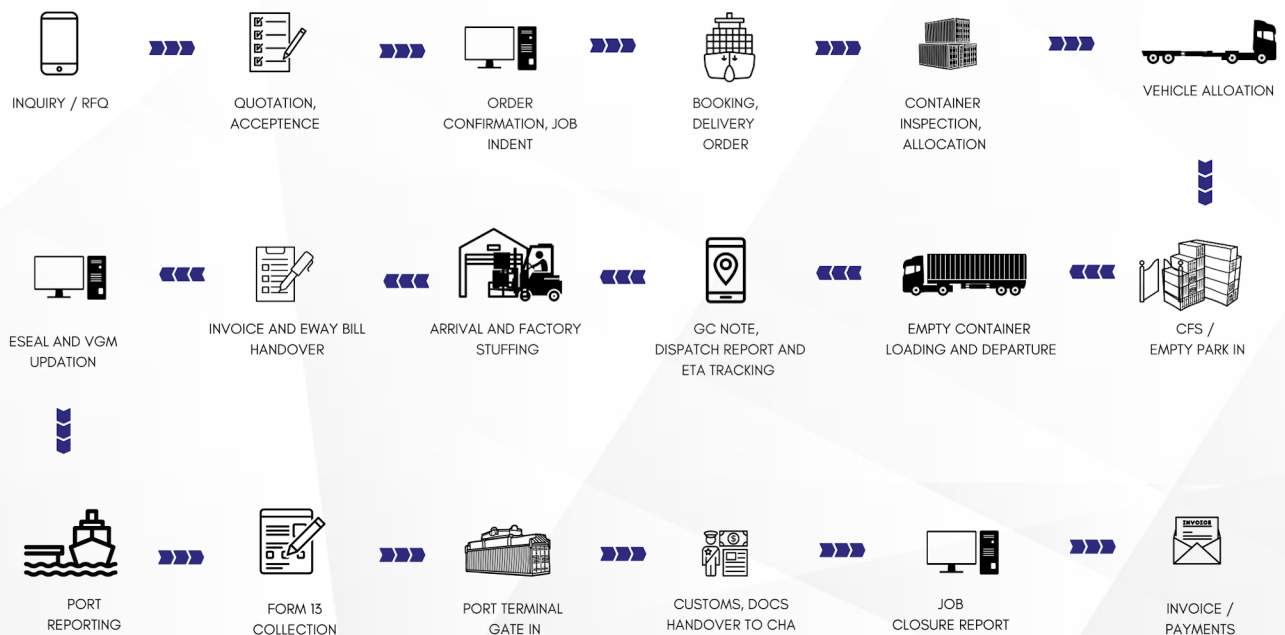 INQUIRY / RFQ
QUOTATION,
ACCEPTENCE
ORDER
CONFIRMATION, JOB
INDENT
BOOKING,
DELIVERY
ORDER
CONTAINER
INSPECTION,
ALLOCATION
VEHICLE ALLOATION
CFS /
EMPTY PARK IN
EMPTY CONTAINER
LOADING AND DEPARTURE
GC NOTE,
DISPATCH REPORT AND
ETA TRACKING
ARRIVAL AND FACTORY
STUFFING
INVOICE AND EWAY BILL
HANDOVER
ESEAL AND VGM
UPDATION
PORT
REPORTING
FORM 13
COLLECTION
PORT TERMINAL
GATE IN
CUSTOMS, DOCS
HANDOVER TO CHA
JOB
CLOSURE REPORT
INVOICE
INVOICE /
PAYMENTS